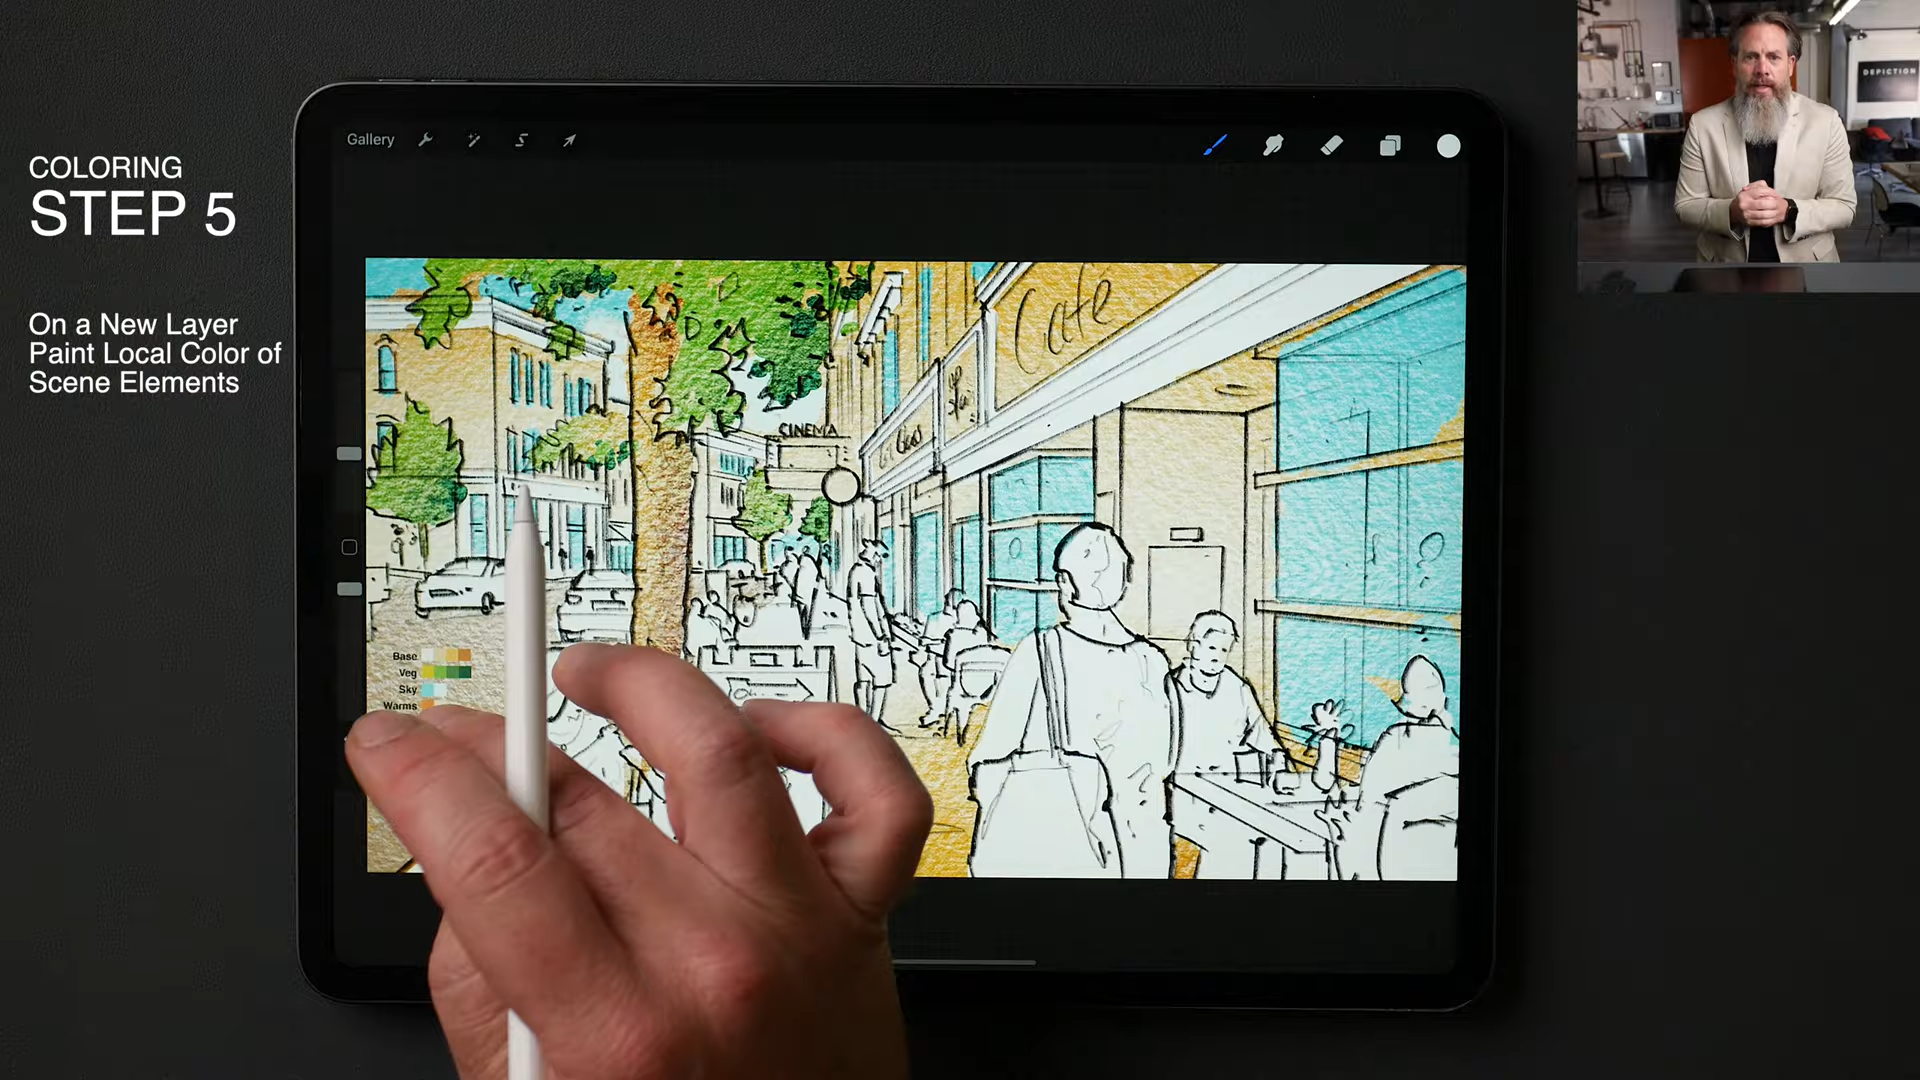 COLORING
STEP 5
On a New Layer
Paint Local Color of
Scene Elements
Gallery
DEPICTION
Café
CINEMA
Base
Veg
Sky
Warms